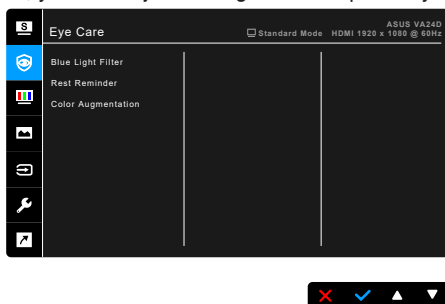 S
ASUS VA24D
Eye Care
Standard Mode HDMI 1920 x 1080 @ 60Hz
Blue Light Filter
Rest Reminder
Color Augmentation